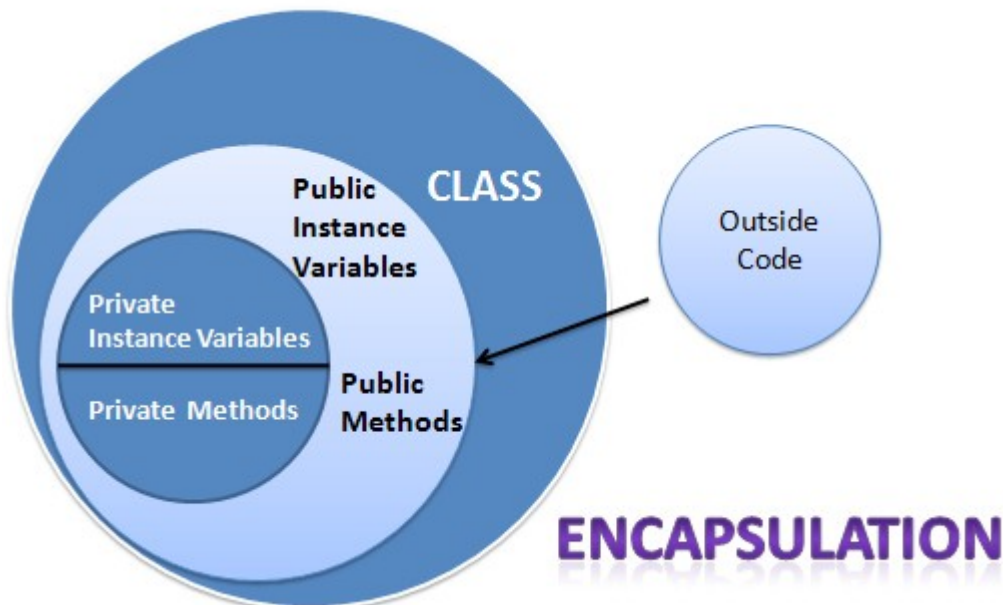 CLASS
Public
Instance
Variables
Private
Instance Variables
Private Methods
Public
Methods
Outside
Code
ENCAPSULATION